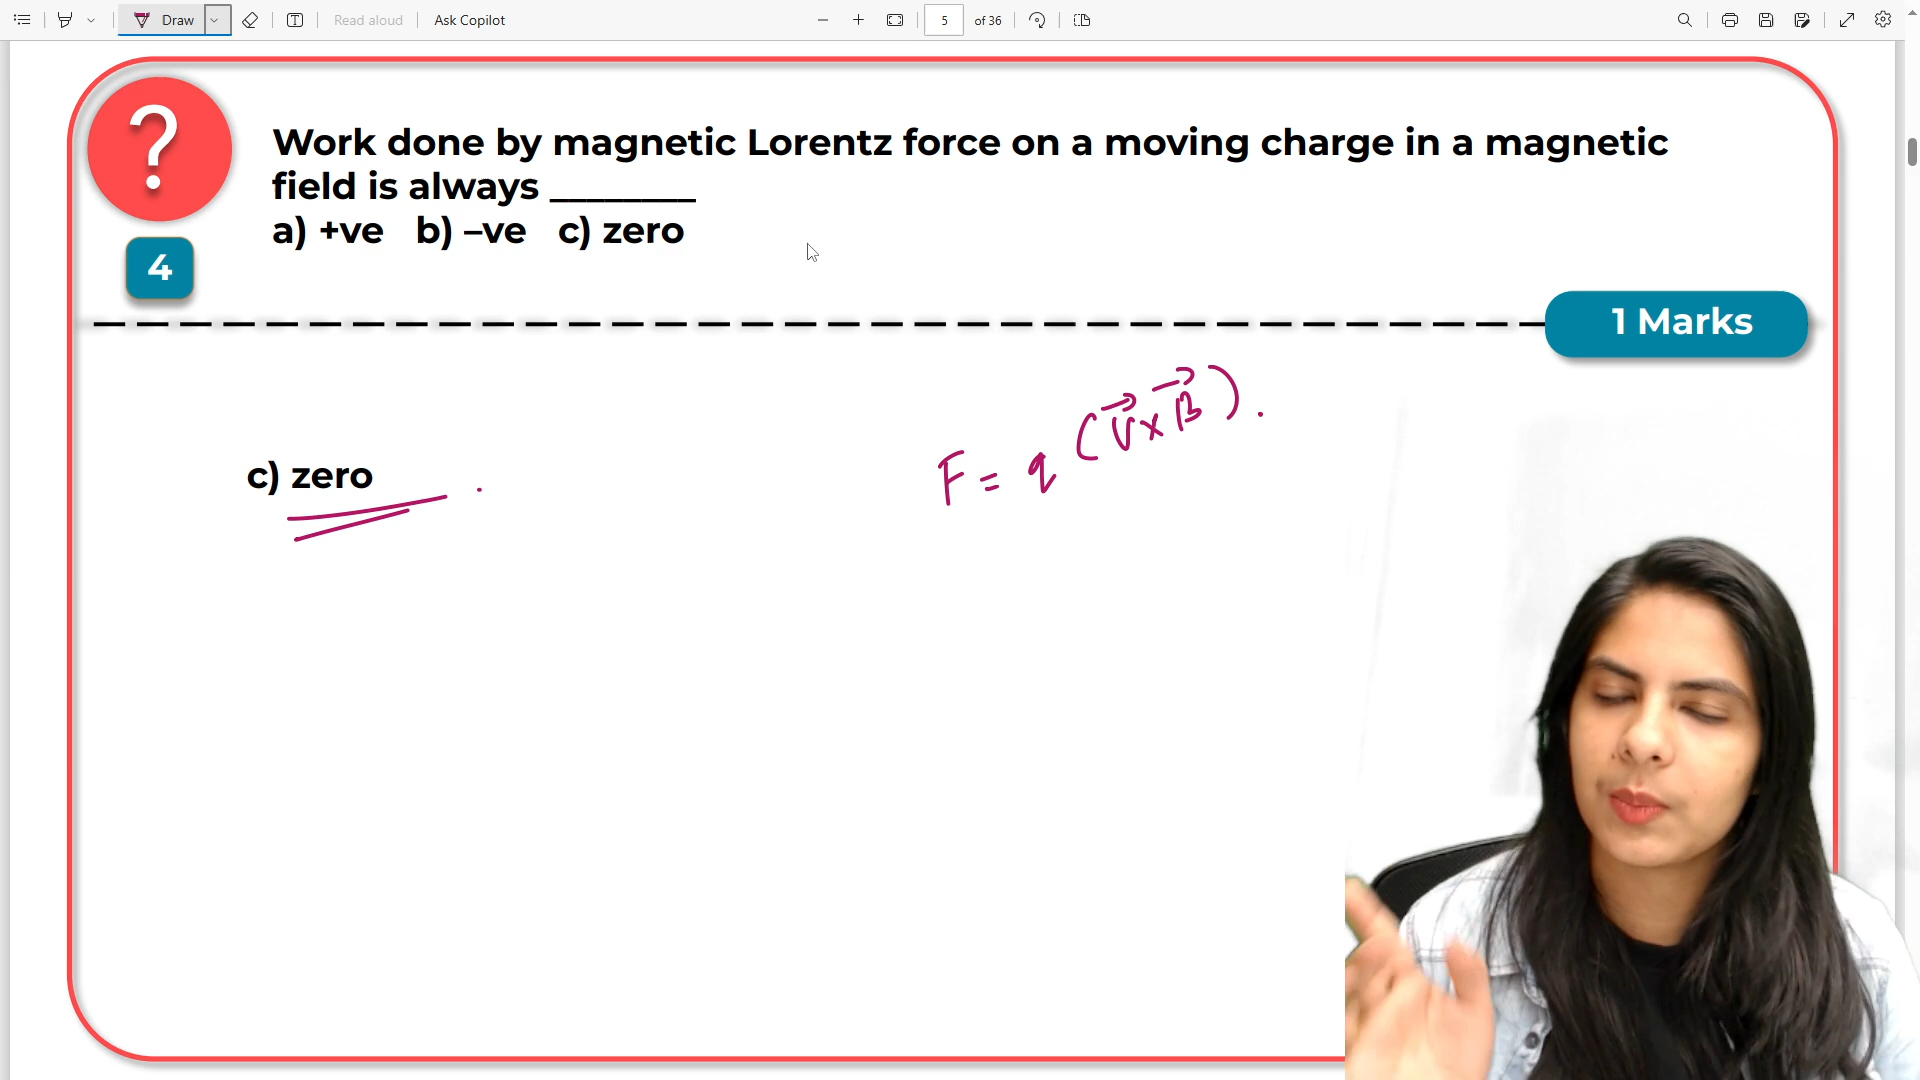 Draw
Read aloud
Ask Copilot
5 of 36
?
Work done by magnetic Lorentz force on a moving charge in a magnetic
field is always ________
a) +ve b) –ve c) zero
4
1 Marks
F = q (V⃗ × B⃗).
c) zero